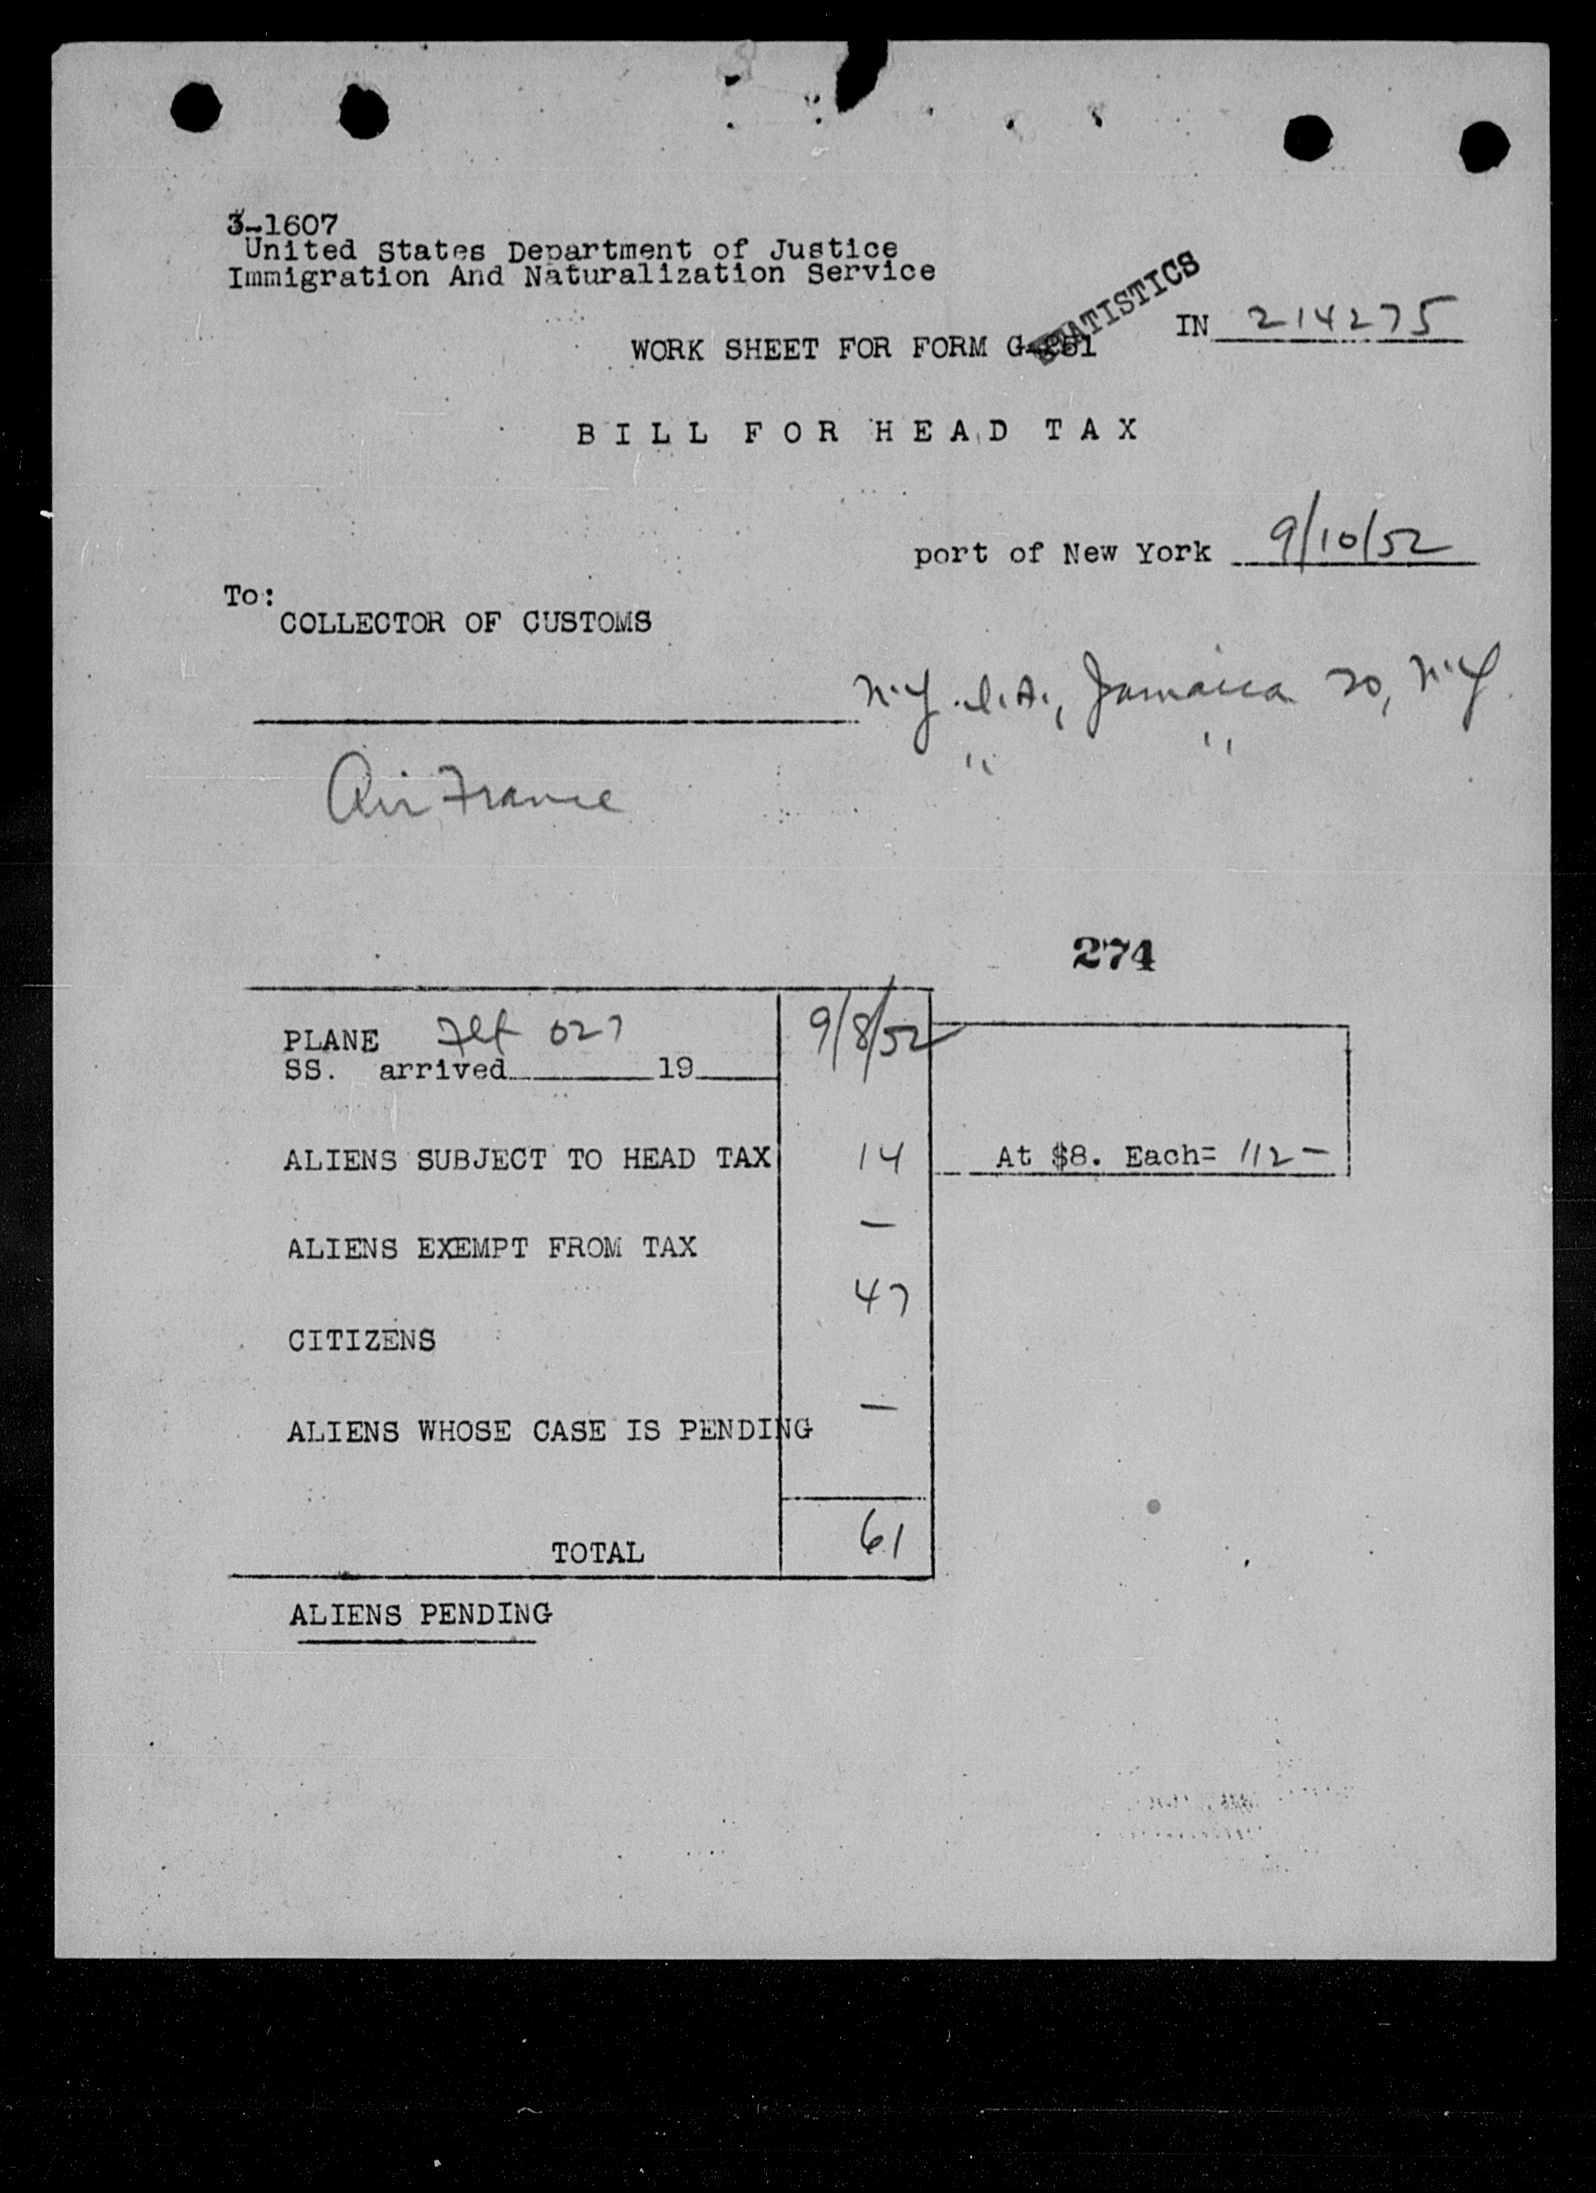 3-1607
United States Department of Justice
Immigration And Naturalization Service
STATISTICS
IN 214275
WORK SHEET FOR FORM G-251
BILL FOR HEAD TAX
port of New York 9/10/52
To:
COLLECTOR OF CUSTOMS
N.Y.I.A., Jamaica 30, N.Y.
" "
Air France
274
PLANE Flt 027 9/8/52
SS. arrived 19
ALIENS SUBJECT TO HEAD TAX 14 At $8. Each= 112 -
ALIENS EXEMPT FROM TAX -
CITIZENS 47
ALIENS WHOSE CASE IS PENDING -
TOTAL 61
ALIENS PENDING